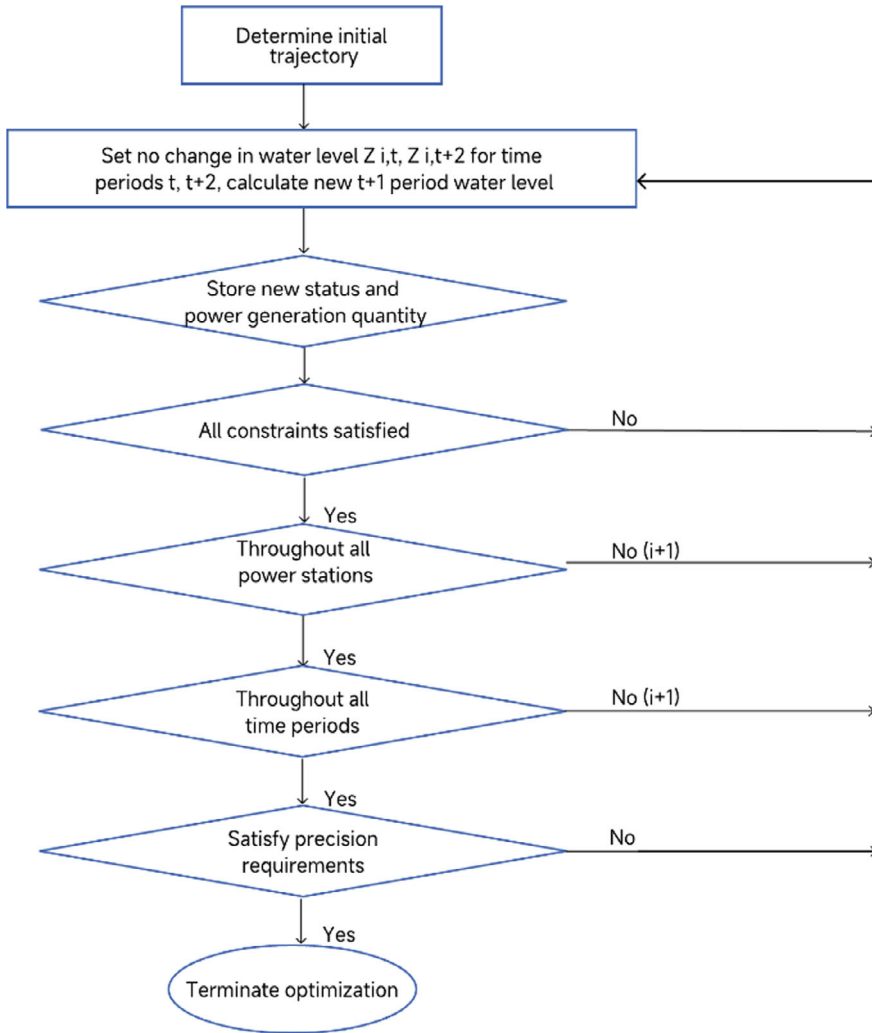 Determine initial
trajectory
Set no change in water level Z i,t, Z i,t+2 for time
periods t, t+2, calculate new t+1 period water level
Store new status and
power generation quantity
All constraints satisfied
No
Yes
Throughout all
power stations
No (i+1)
Yes
Throughout all
time periods
No (i+1)
Yes
Satisfy precision
requirements
No
Yes
Terminate optimization